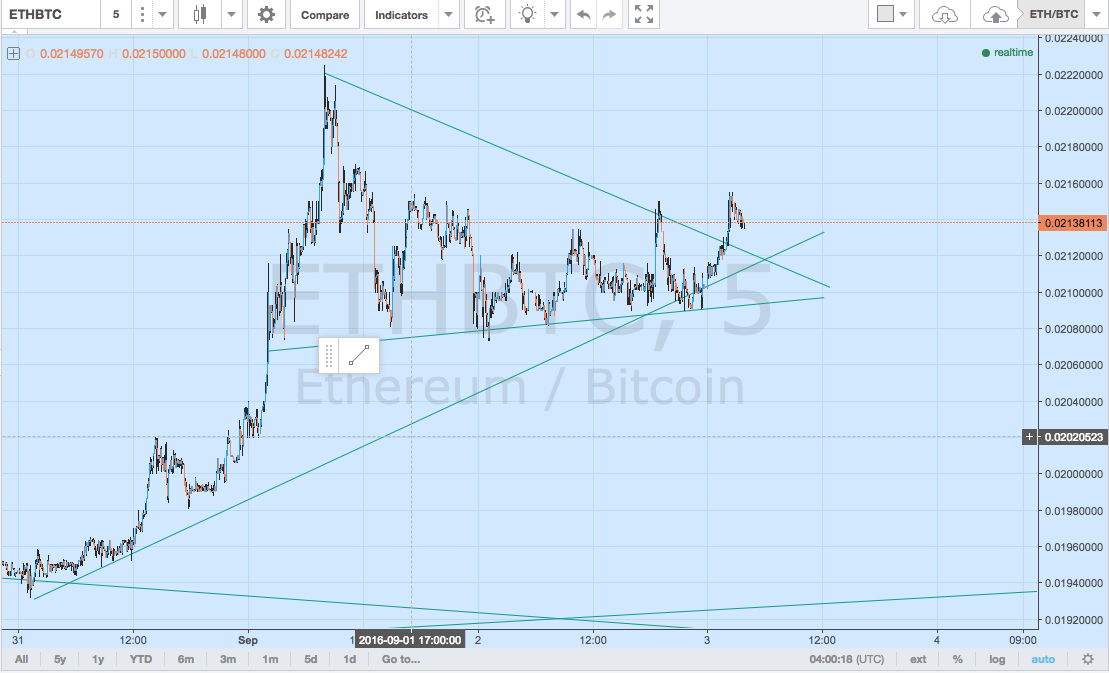 ETHBTC 5 Compare Indicators ETH/BTC
O 0.02149570 H 0.02150000 L 0.02148000 C 0.02148242
realtime
0.02240000
0.02220000
0.02200000
0.02180000
0.02160000
0.02138113
0.02120000
0.02100000
0.02080000
0.02060000
0.02040000
0.02020523
0.02000000
0.01980000
0.01960000
0.01940000
0.01920000
ETHBTC, 5
Ethereum / Bitcoin
31 12:00 Sep 1 2016-09-01 17:00:00 2 12:00 3 12:00 4 09:00
All 5y 1y YTD 6m 3m 1m 5d 1d Go to... 04:00:18 (UTC) ext % log auto